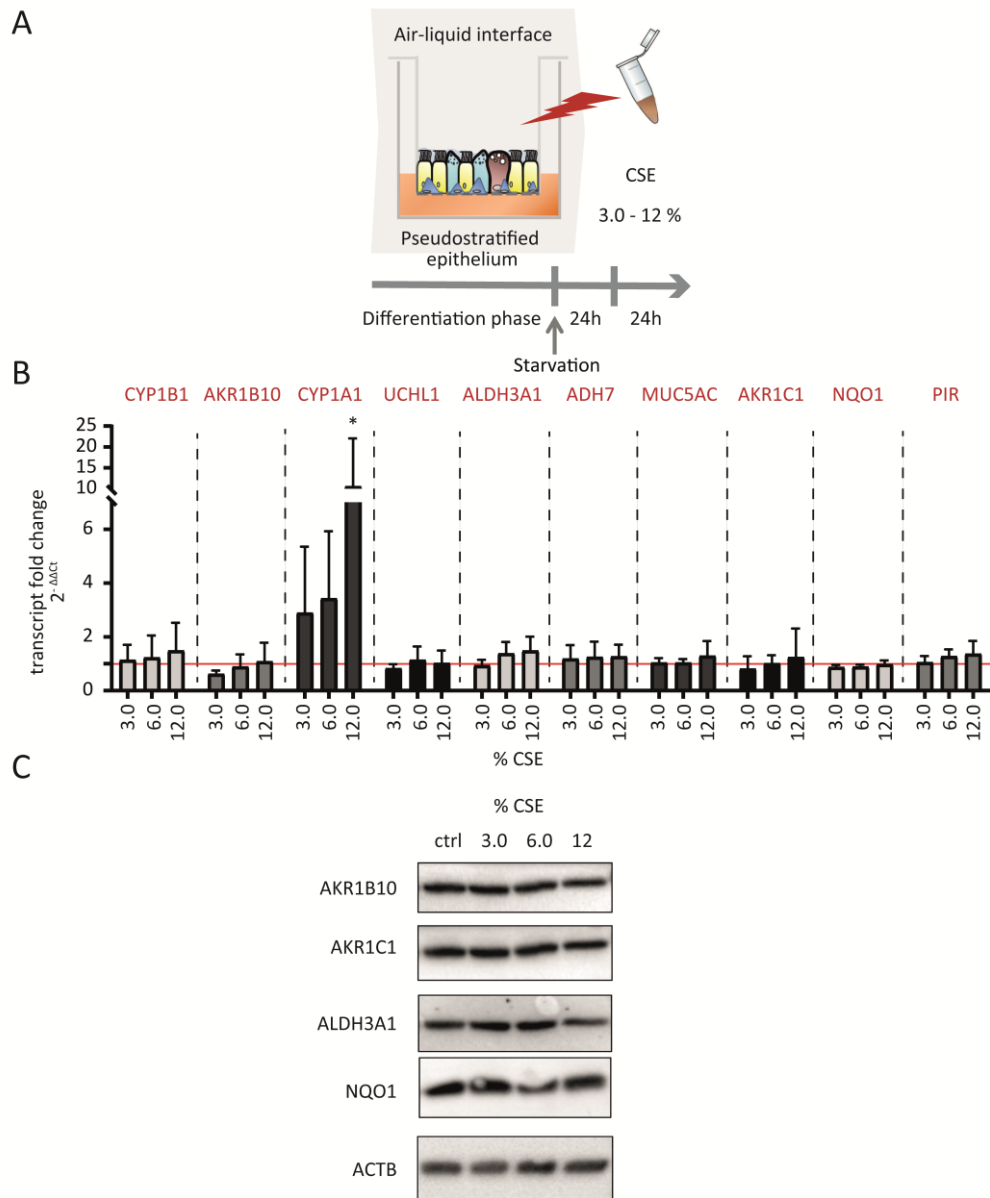 A
Air-liquid interface
CSE
3.0 - 12 %
Pseudostratified
epithelium
Differentiation phase 24h 24h
Starvation
B
CYP1B1 AKR1B10 CYP1A1 UCHL1 ALDH3A1 ADH7 MUC5AC AKR1C1 NQO1 PIR
*
25
20
15
10
6
4
2
1
0
transcript fold change
2^-ΔΔCt
3.0 6.0 12.0 3.0 6.0 12.0 3.0 6.0 12.0 3.0 6.0 12.0 3.0 6.0 12.0 3.0 6.0 12.0 3.0 6.0 12.0 3.0 6.0 12.0 3.0 6.0 12.0 3.0 6.0 12.0
% CSE
C
% CSE
ctrl 3.0 6.0 12
AKR1B10
AKR1C1
ALDH3A1
NQO1
ACTB